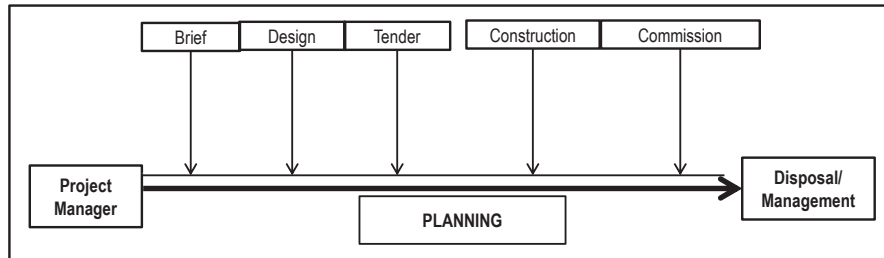 Brief
Design
Tender
Construction
Commission
Project
Manager
Disposal/
Management
PLANNING